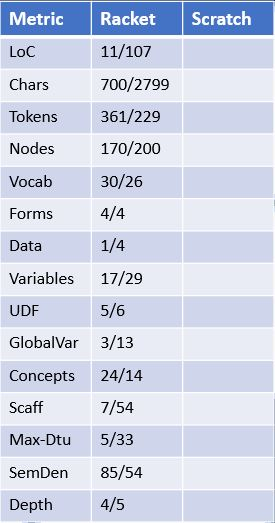 Metric Racket Scratch
LoC 11/107
Chars 700/2799
Tokens 361/229
Nodes 170/200
Vocab 30/26
Forms 4/4
Data 1/4
Variables 17/29
UDF 5/6
GlobalVar 3/13
Concepts 24/14
Scaff 7/54
Max-Dtu 5/33
SemDen 85/54
Depth 4/5